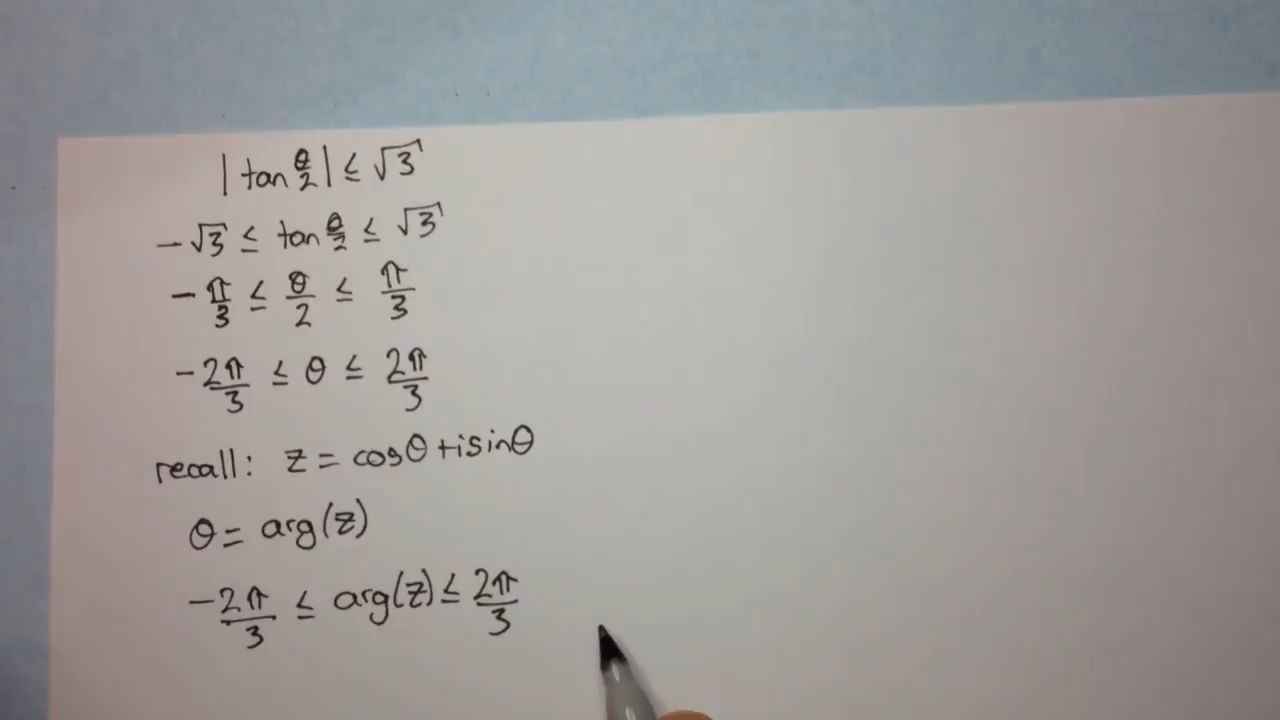 |tan θ/2| ≤ √3
-√3 ≤ tan θ/2 ≤ √3
-π/3 ≤ θ/2 ≤ π/3
-2π/3 ≤ θ ≤ 2π/3
recall: z = cosθ + isinθ
θ = arg(z)
-2π/3 ≤ arg(z) ≤ 2π/3